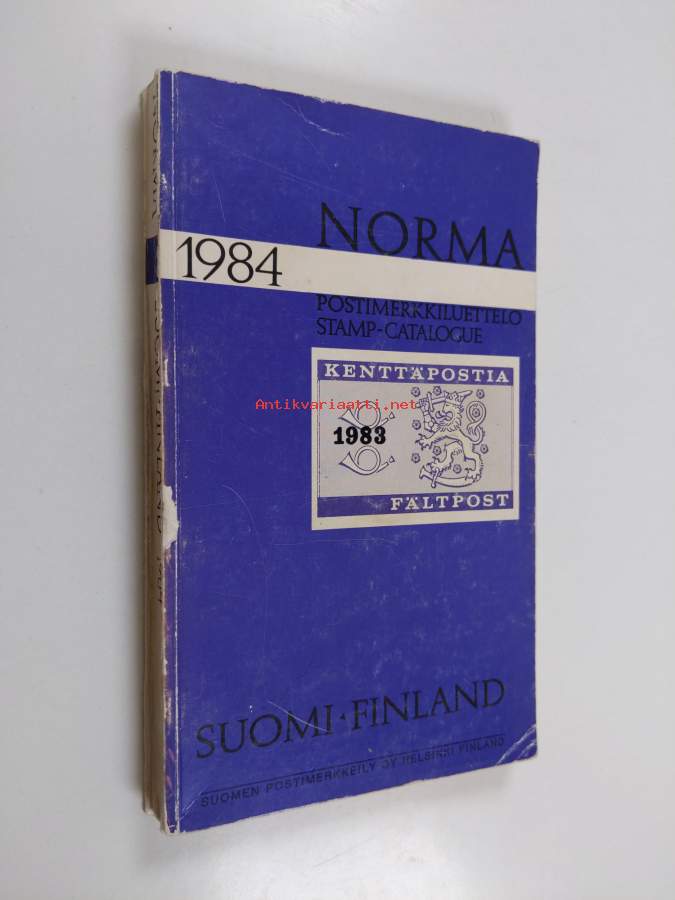 NORMA
1984
POSTIMERKKILUETTELO
STAMP-CATALOGUE
KENTTÄPOSTIA
Antikvariaatti.net
1983
FÄLTPOST
SUOMI·FINLAND
SUOMEN POSTIMERKKEILY OY HELSINKI FINLAND